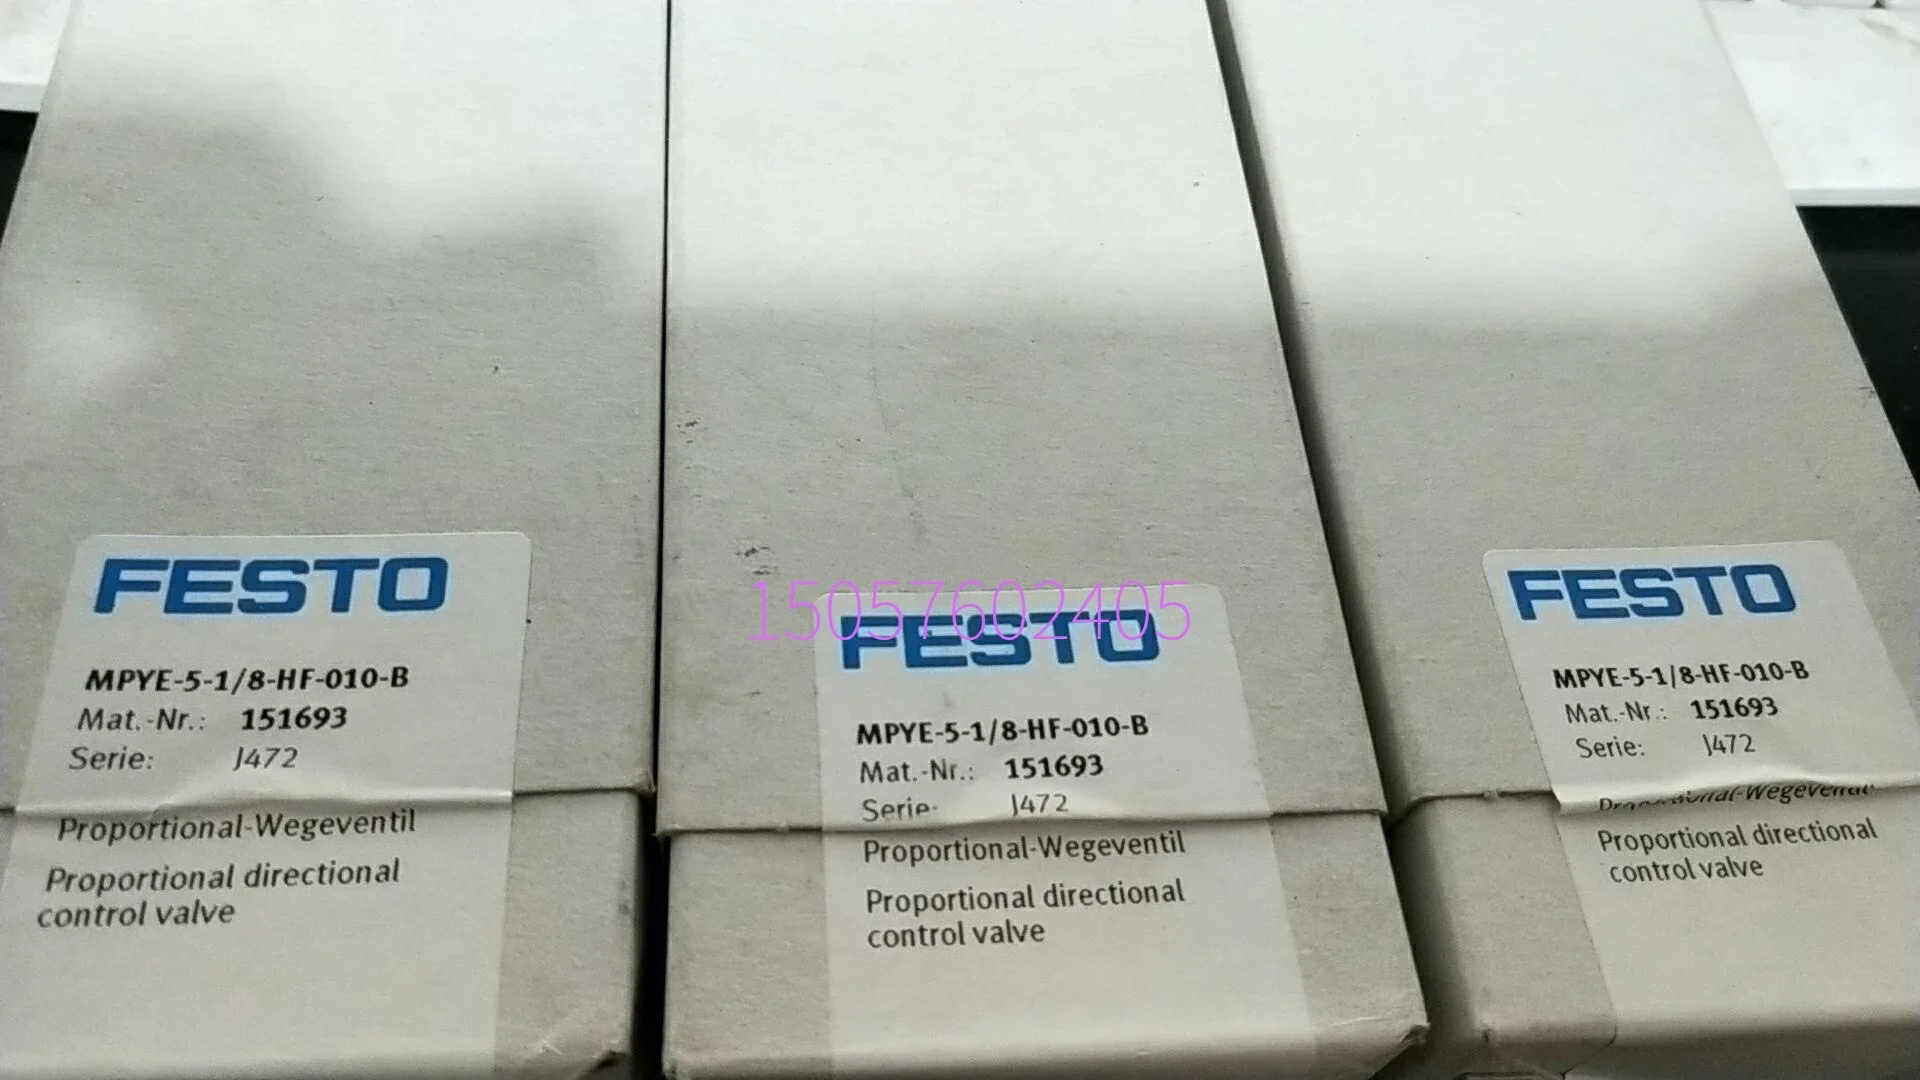 FESTO
MPYE-5-1/8-HF-010-B
Mat.-Nr.: 151693
Serie: J472
Proportional-Wegeventil
Proportional directional
control valve
15057602405
FESTO
MPYE-5-1/8-HF-010-B
Mat.-Nr.: 151693
Serie: J472
Proportional-Wegeventil
Proportional directional
control valve
FESTO
MPYE-5-1/8-HF-010-B
Mat.-Nr.: 151693
Serie: J472
Proportional-Wegeventil
Proportional directional
control valve